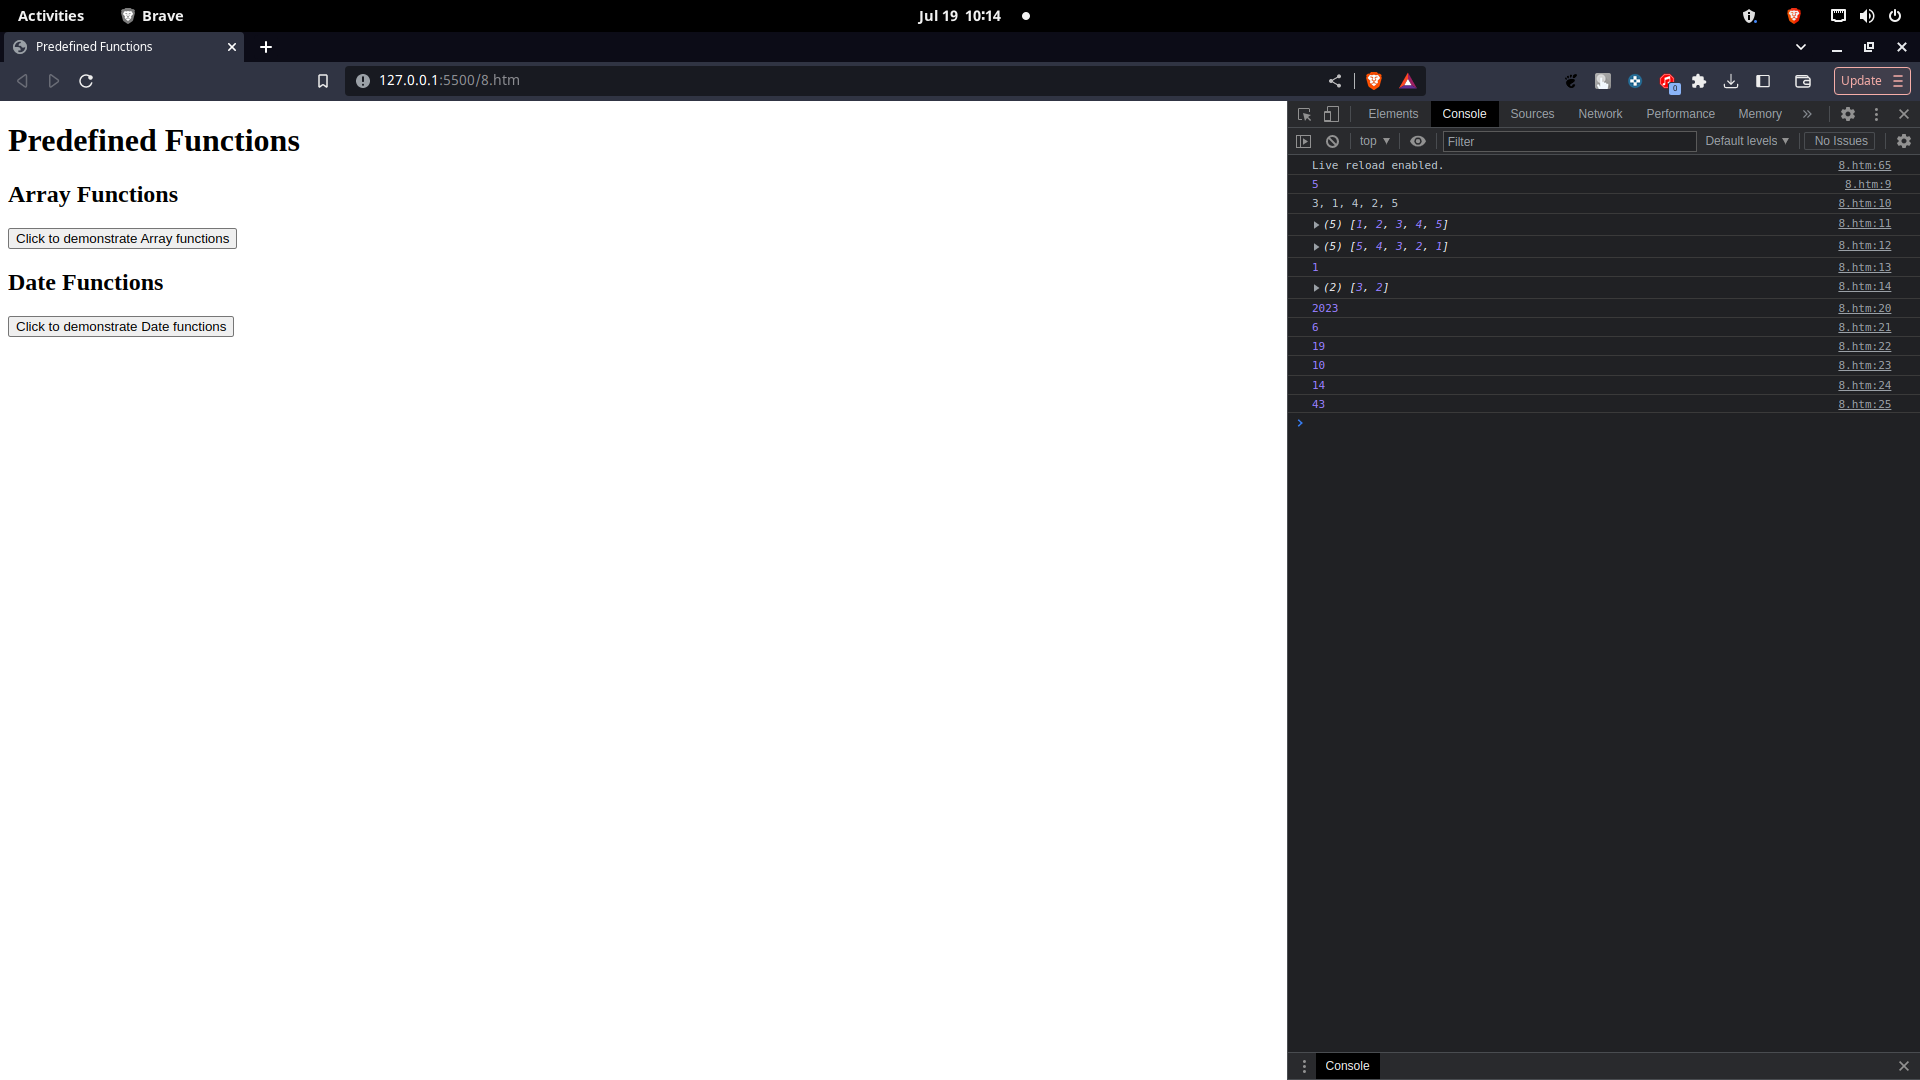 Activities Brave Jul 19 10:14
Predefined Functions
127.0.0.1:5500/8.htm 0 Update
Predefined Functions
Array Functions
Click to demonstrate Array functions
Date Functions
Click to demonstrate Date functions
Elements Console Sources Network Performance Memory
top Filter Default levels No Issues
Live reload enabled. 8.htm:65
5 8.htm:9
3, 1, 4, 2, 5 8.htm:10
(5) [1, 2, 3, 4, 5] 8.htm:11
(5) [5, 4, 3, 2, 1] 8.htm:12
1 8.htm:13
(2) [3, 2] 8.htm:14
2023 8.htm:20
6 8.htm:21
19 8.htm:22
10 8.htm:23
14 8.htm:24
43 8.htm:25
Console